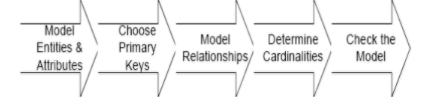 Model
Entities &
Attributes
Choose
Primary
Keys
Model
Relationships
Determine
Cardinalities
Check the
Model